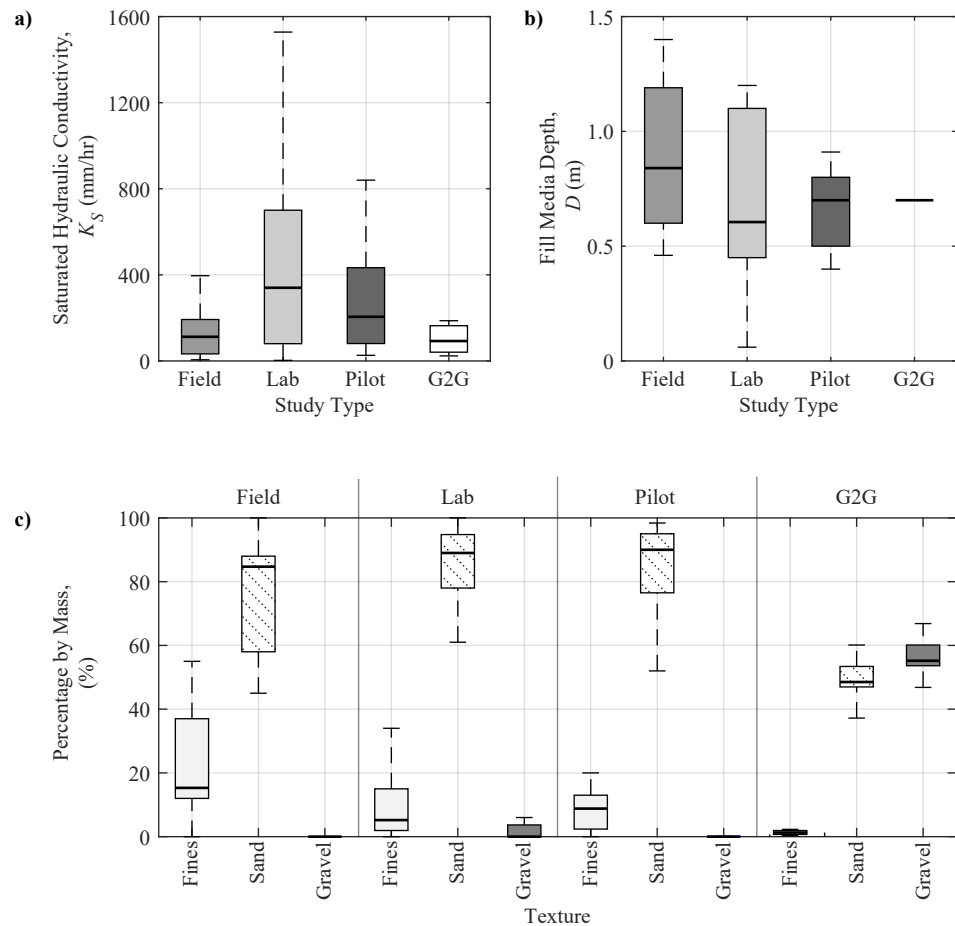 a)
Saturated Hydraulic Conductivity,
K_S (mm/hr)
1600
1200
800
400
0
Field Lab Pilot G2G
Study Type
b)
Fill Media Depth,
D (m)
1.5
1.0
0.5
0
Field Lab Pilot G2G
Study Type
c)
Field Lab Pilot G2G
Percentage by Mass,
(%)
100
80
60
40
20
0
Fines Sand Gravel Fines Sand Gravel Fines Sand Gravel Fines Sand Gravel
Texture